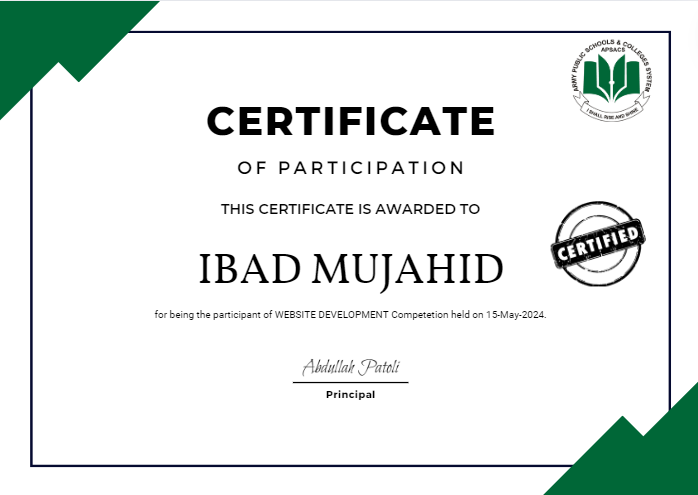 ARMY PUBLIC SCHOOLS & COLLEGES SYSTEM
APSACS
I SHALL RISE AND SHINE
CERTIFICATE
OF PARTICIPATION
THIS CERTIFICATE IS AWARDED TO
CERTIFIED
IBAD MUJAHID
for being the participant of WEBSITE DEVELOPMENT Competetion held on 15-May-2024.
Abdullah Patoli
Principal